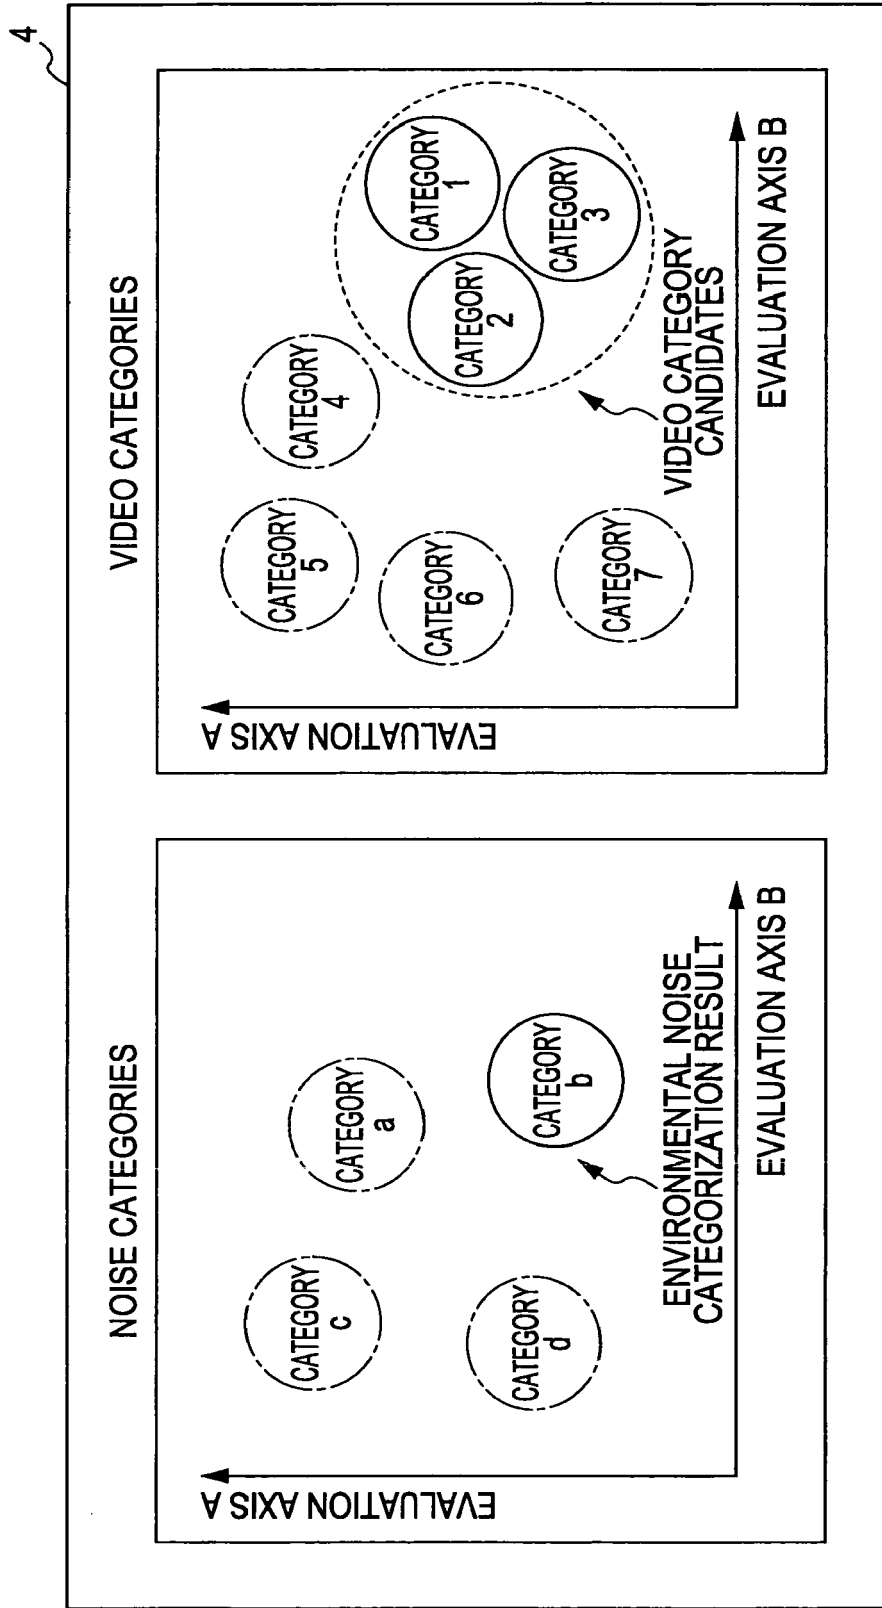 4
NOISE CATEGORIES
EVALUATION AXIS A
CATEGORY
c
CATEGORY
a
CATEGORY
d
CATEGORY
b
ENVIRONMENTAL NOISE
CATEGORIZATION RESULT
EVALUATION AXIS B
VIDEO CATEGORIES
EVALUATION AXIS A
CATEGORY
5
CATEGORY
4
CATEGORY
6
CATEGORY
7
CATEGORY
2
CATEGORY
1
CATEGORY
3
VIDEO CATEGORY
CANDIDATES
EVALUATION AXIS B